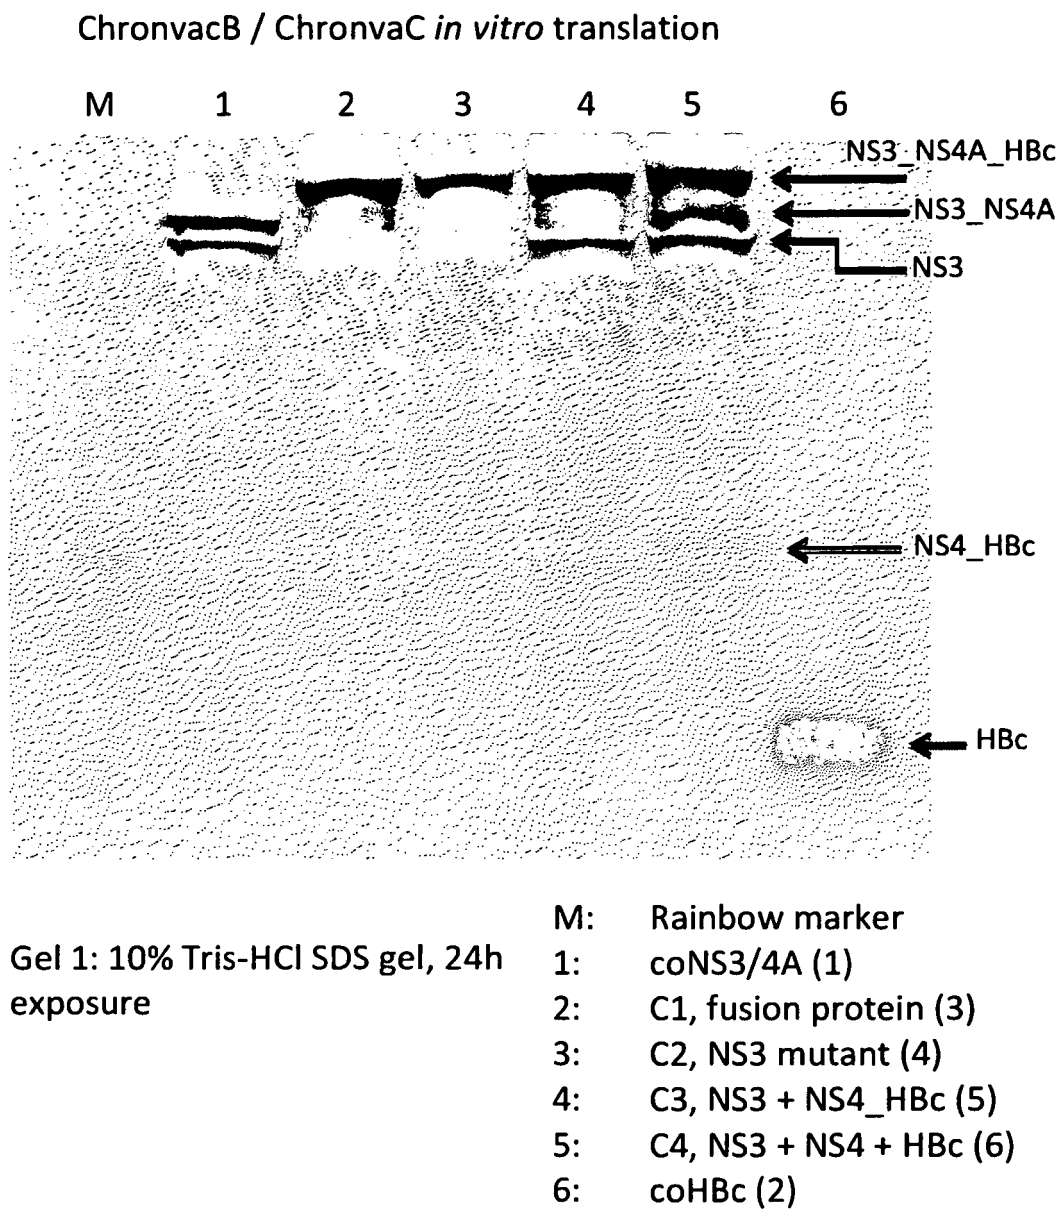 ChronvacB / ChronvaC in vitro translation
M 1 2 3 4 5 6
NS3_NS4A_HBc
NS3_NS4A
NS3
NS4_HBc
HBc
Gel 1: 10% Tris-HCl SDS gel, 24h
exposure
M: Rainbow marker
1: coNS3/4A (1)
2: C1, fusion protein (3)
3: C2, NS3 mutant (4)
4: C3, NS3 + NS4_HBc (5)
5: C4, NS3 + NS4 + HBc (6)
6: coHBc (2)